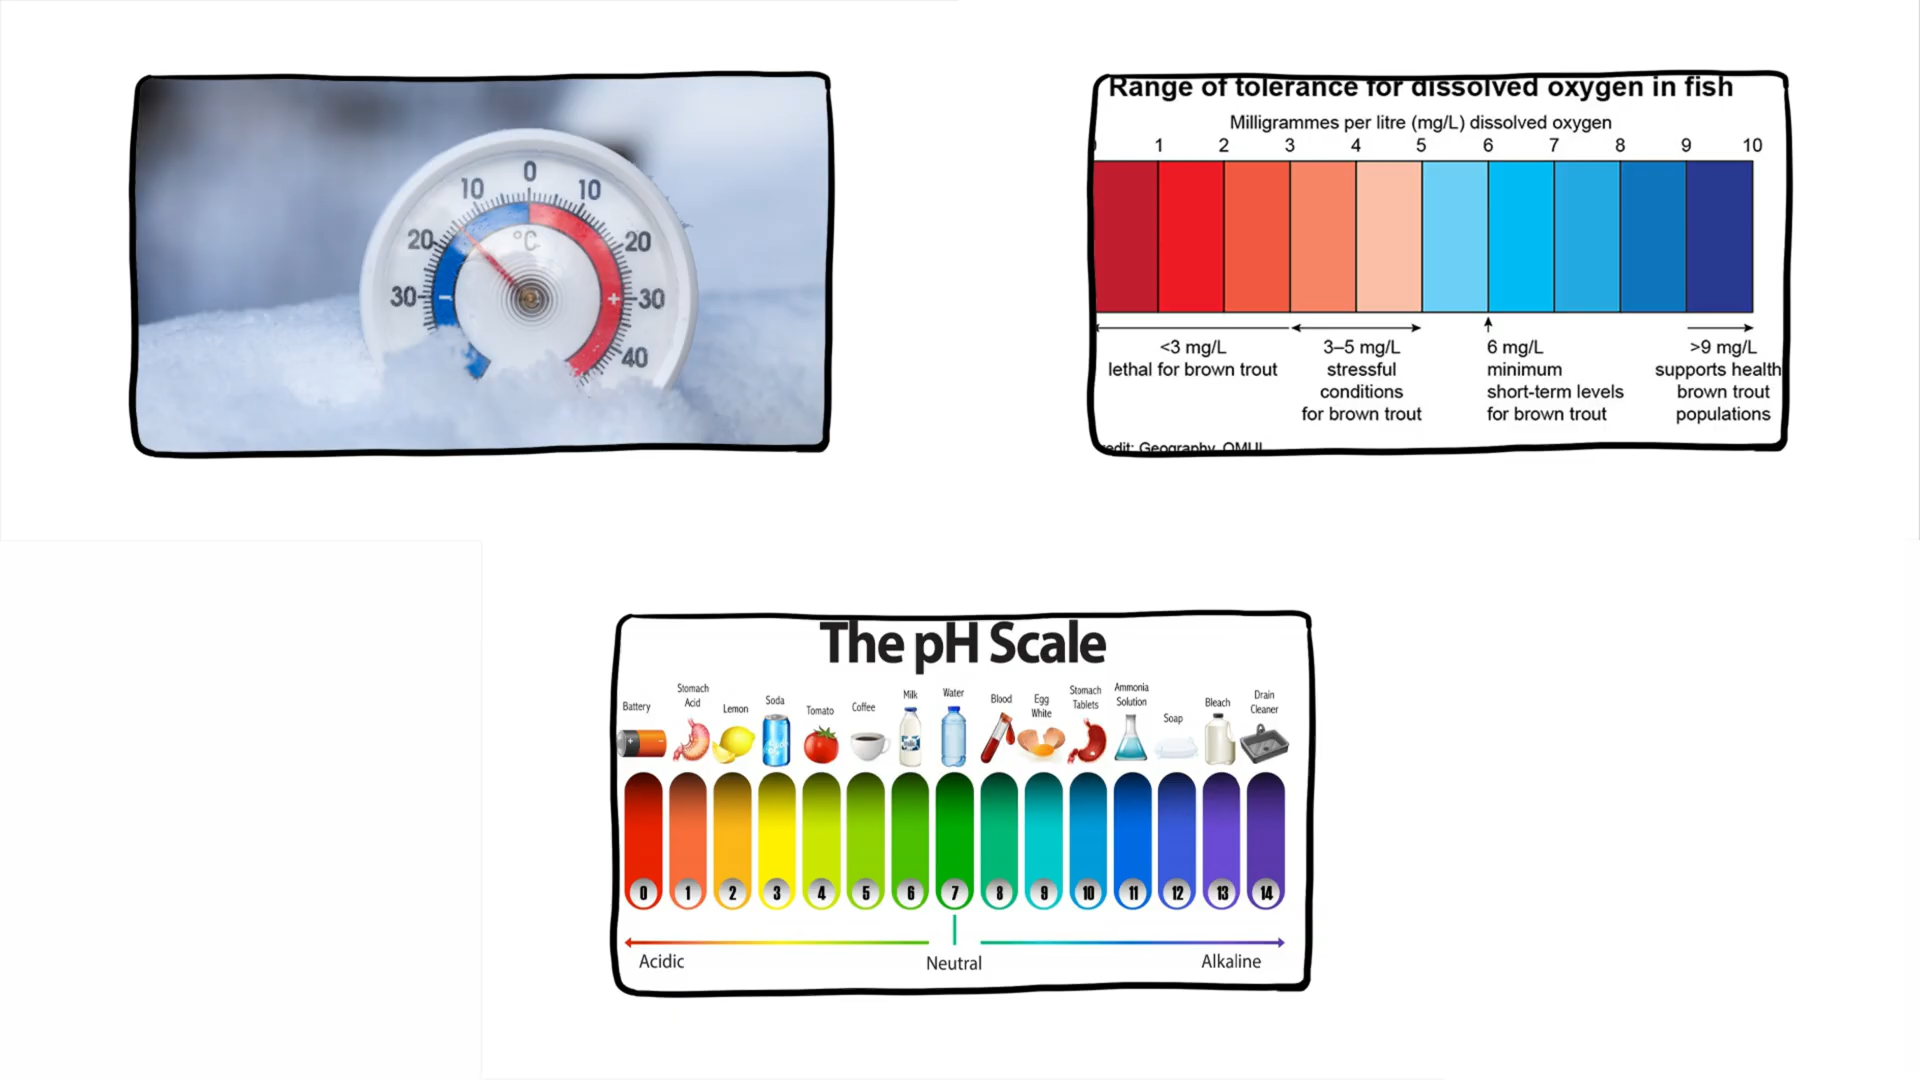 0
10 10
20 °C 20
30 − + 30
40
Range of tolerance for dissolved oxygen in fish
Milligrammes per litre (mg/L) dissolved oxygen
1 2 3 4 5 6 7 8 9 10
<3 mg/L
lethal for brown trout
3–5 mg/L
stressful
conditions
for brown trout
6 mg/L
minimum
short-term levels
for brown trout
>9 mg/L
supports health
brown trout
populations
edit: Geography, QMUL
The pH Scale
Battery
Stomach
Acid
Lemon
Soda
Tomato
Coffee
Milk
Water
Blood
Egg
White
Stomach
Tablets
Ammonia
Solution
Soap
Bleach
Drain
Cleaner
0 1 2 3 4 5 6 7 8 9 10 11 12 13 14
Acidic Neutral Alkaline